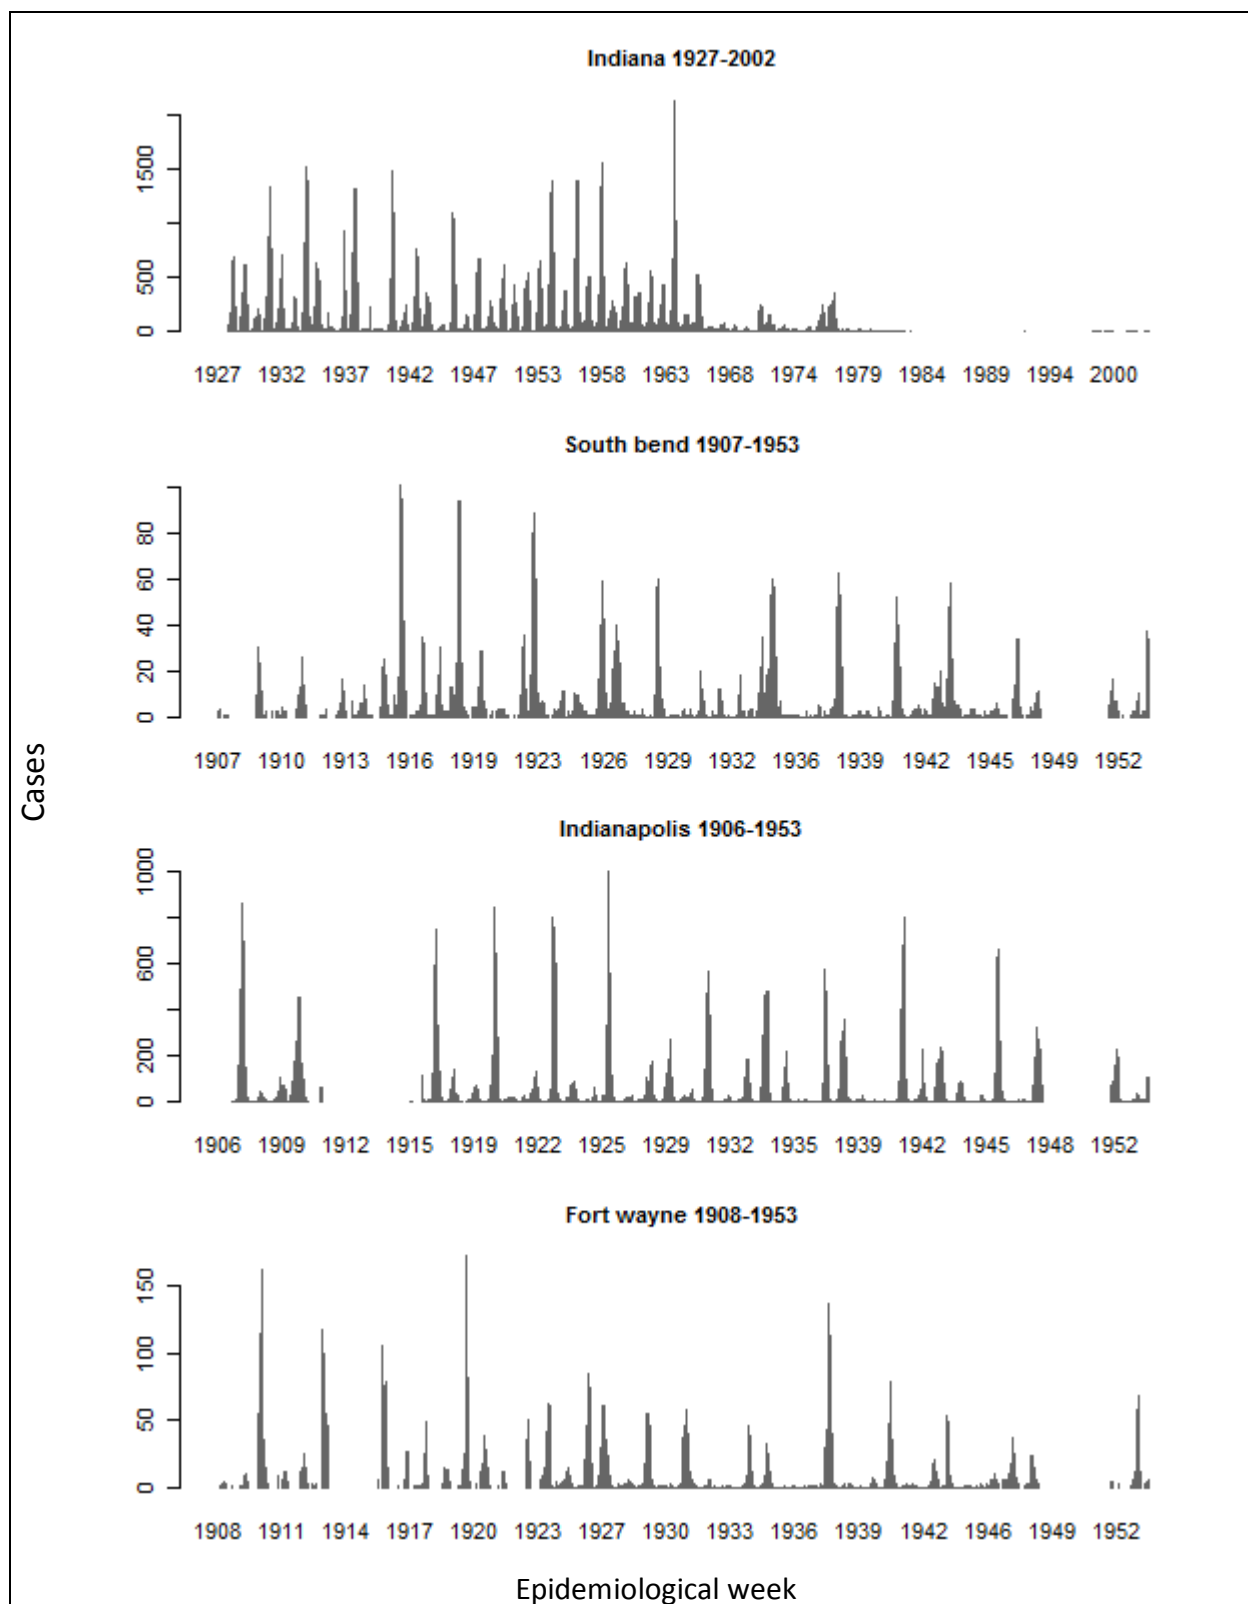 Indiana 1927-2002
1500
500
0
1927 1932 1937 1942 1947 1953 1958 1963 1968 1974 1979 1984 1989 1994 2000
South bend 1907-1953
80
60
40
20
0
1907 1910 1913 1916 1919 1923 1926 1929 1932 1936 1939 1942 1945 1949 1952
Cases
Indianapolis 1906-1953
1000
600
200
0
1906 1909 1912 1915 1919 1922 1925 1929 1932 1935 1939 1942 1945 1948 1952
Fort wayne 1908-1953
150
100
50
0
1908 1911 1914 1917 1920 1923 1927 1930 1933 1936 1939 1942 1946 1949 1952
Epidemiological week